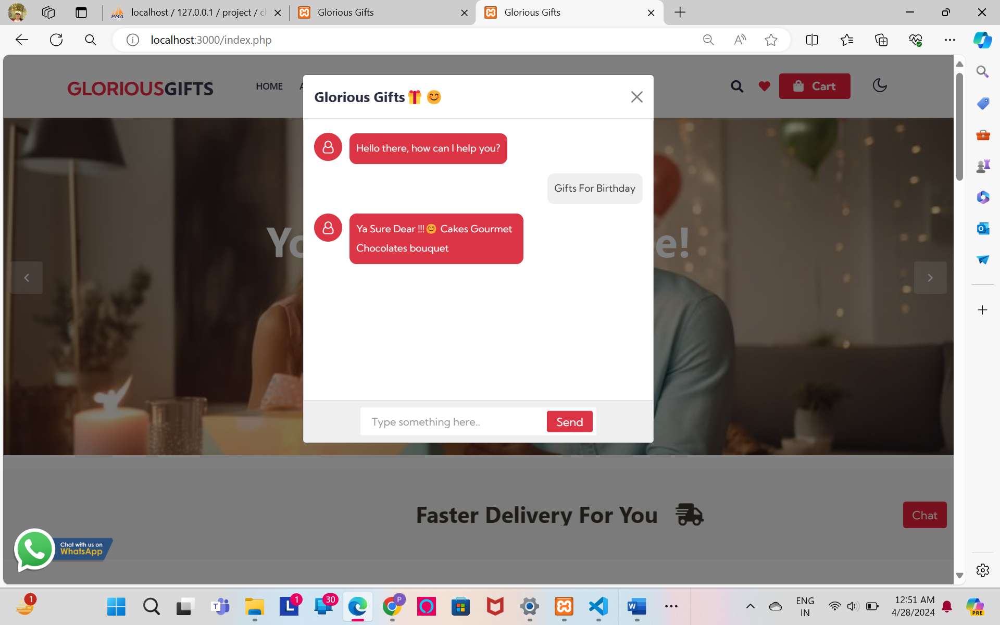 localhost / 127.0.0.1 / project / c
Glorious Gifts
Glorious Gifts
localhost:3000/index.php
GLORIOUSGIFTS
HOME
A
Cart
Glorious Gifts🎁😊
Hello there, how can I help you?
Gifts For Birthday
Ya Sure Dear !!!😊 Cakes Gourmet
Chocolates bouquet
Yo
e!
Type something here..
Send
Faster Delivery For You
Chat
Chat with us on
WhatsApp
1
1
30
P
ENG
IN
12:51 AM
4/28/2024
PRE